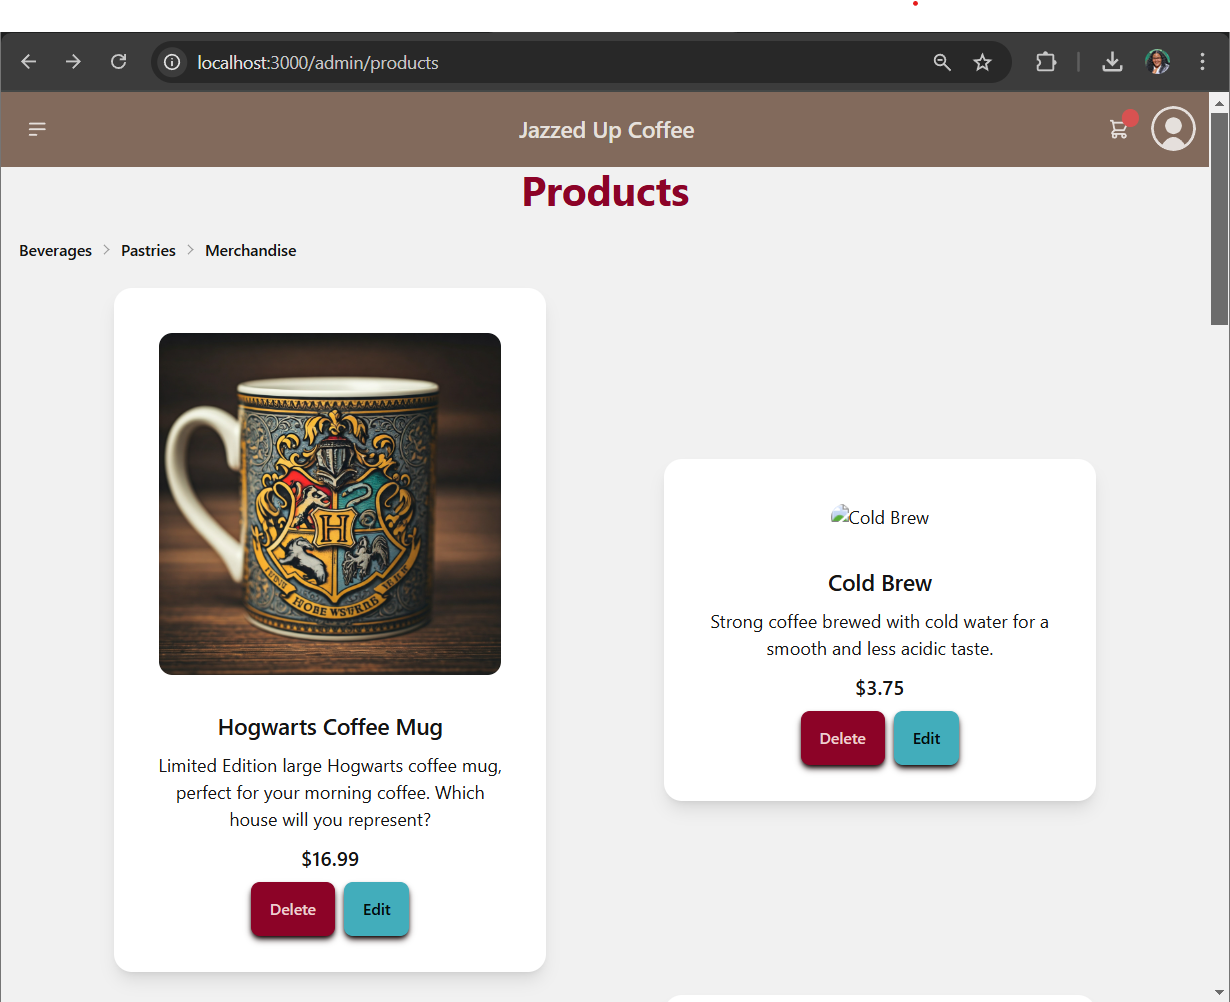 localhost:3000/admin/products
Jazzed Up Coffee
Products
Beverages
Pastries
Merchandise
H
Hogwarts Coffee Mug
Limited Edition large Hogwarts coffee mug,
perfect for your morning coffee. Which
house will you represent?
$16.99
Delete
Edit
Cold Brew
Cold Brew
Strong coffee brewed with cold water for a
smooth and less acidic taste.
$3.75
Delete
Edit